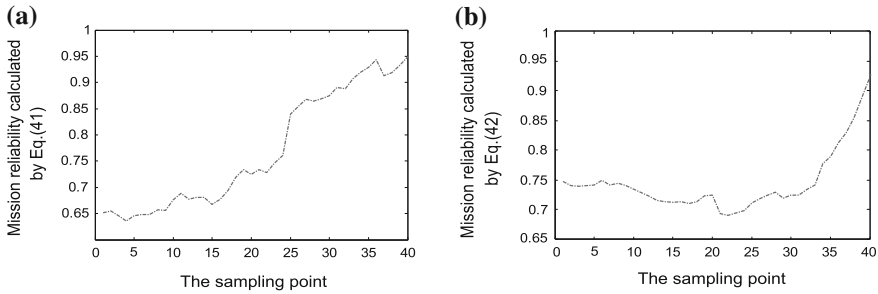 (a)
Mission reliability calculated
by Eq.(41)
1
0.95
0.9
0.85
0.8
0.75
0.7
0.65
0 5 10 15 20 25 30 35 40
The sampling point
(b)
Mission reliability calculated
by Eq.(42)
1
0.95
0.9
0.85
0.8
0.75
0.7
0.65
0 5 10 15 20 25 30 35 40
The sampling point